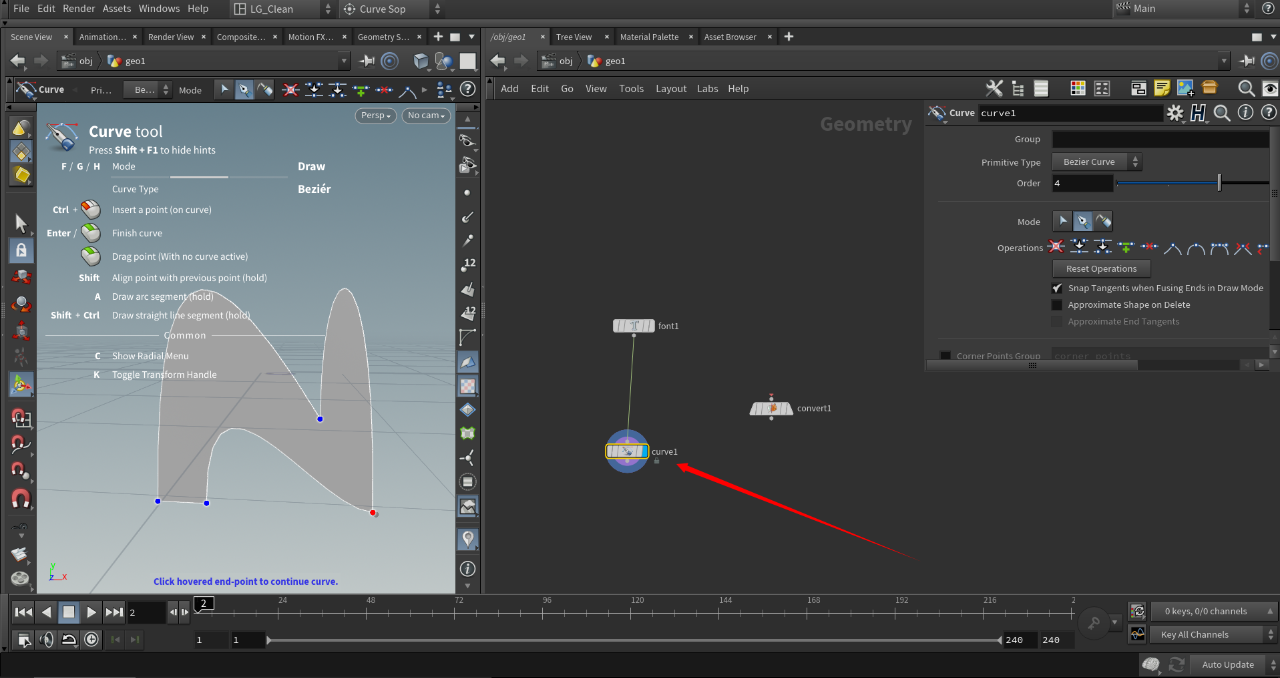 File Edit Render Assets Windows Help LG_Clean Curve Sop Main
Scene View Animation... Render View Composite... Motion FX... Geometry S... /obj/geo1 Tree View Material Palette Asset Browser
obj geo1 obj geo1
Curve Pri... Be... Mode Add Edit Go View Tools Layout Labs Help
Persp No cam
Geometry
Curve curve1
Curve tool
Press Shift + F1 to hide hints
F / G / H Mode Draw
Curve Type Beziér
Ctrl + Insert a point (on curve)
Enter / Finish curve
Drag point (With no curve active)
Shift Align point with previous point (hold)
A Draw arc segment (hold)
Shift + Ctrl Draw straight line segment (hold)
Common
C Show Radial Menu
K Toggle Transform Handle
Click hovered end-point to continue curve.
y
z x
12
12
font1
convert1
curve1
Group
Primitive Type Bezier Curve
Order 4
Mode
Operations
Reset Operations
Snap Tangents when Fusing Ends in Draw Mode
Approximate Shape on Delete
Approximate End Tangents
Corner Points Group corner_points
2 2 24 48 72 96 120 144 168 192 216 2
0 keys, 0/0 channels
1 1 240 240 Key All Channels
Auto Update